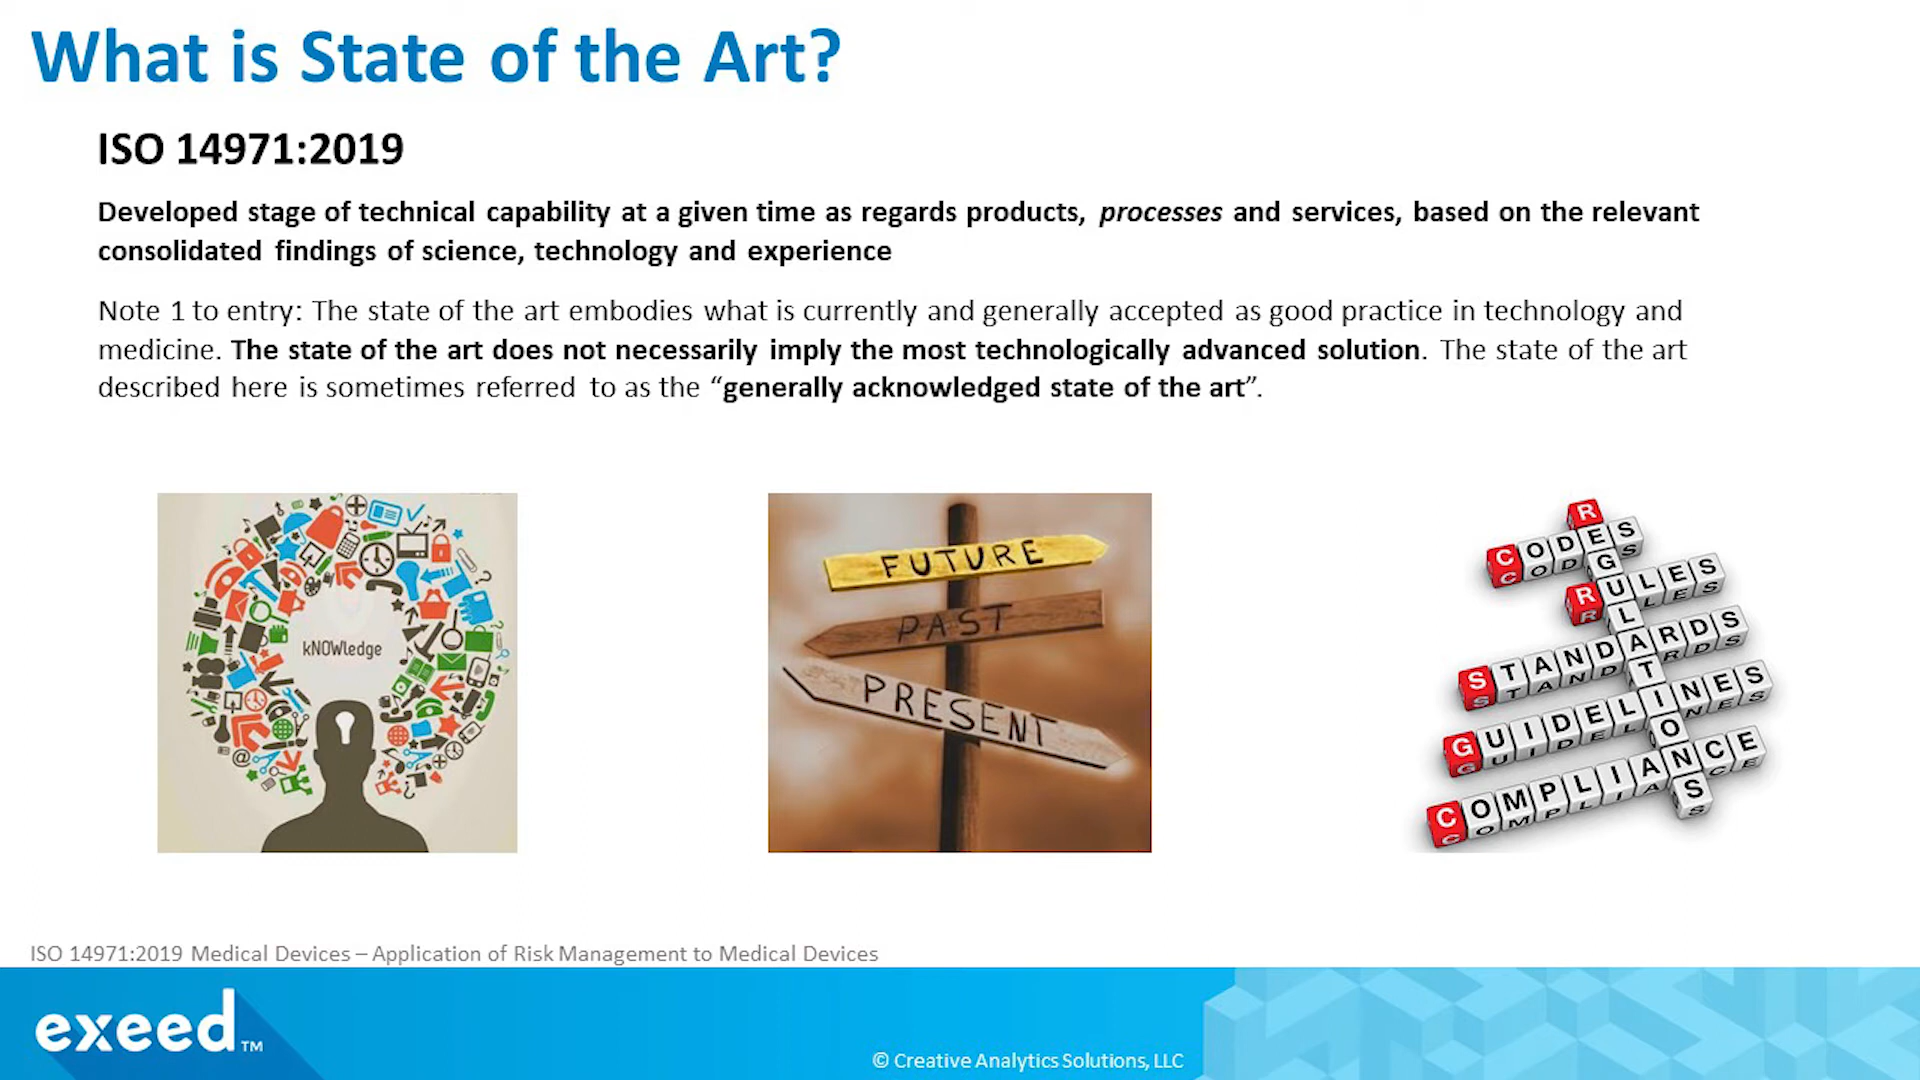 What is State of the Art?
ISO 14971:2019
Developed stage of technical capability at a given time as regards products, processes and services, based on the relevant
consolidated findings of science, technology and experience
Note 1 to entry: The state of the art embodies what is currently and generally accepted as good practice in technology and
medicine. The state of the art does not necessarily imply the most technologically advanced solution. The state of the art
described here is sometimes referred to as the “generally acknowledged state of the art”.
kNOWledge
FUTURE
PAST
PRESENT
REGULATIONS
CODES
RULES
STANDARDS
GUIDELINES
COMPLIANCE
ISO 14971:2019 Medical Devices – Application of Risk Management to Medical Devices
exeed™
© Creative Analytics Solutions, LLC